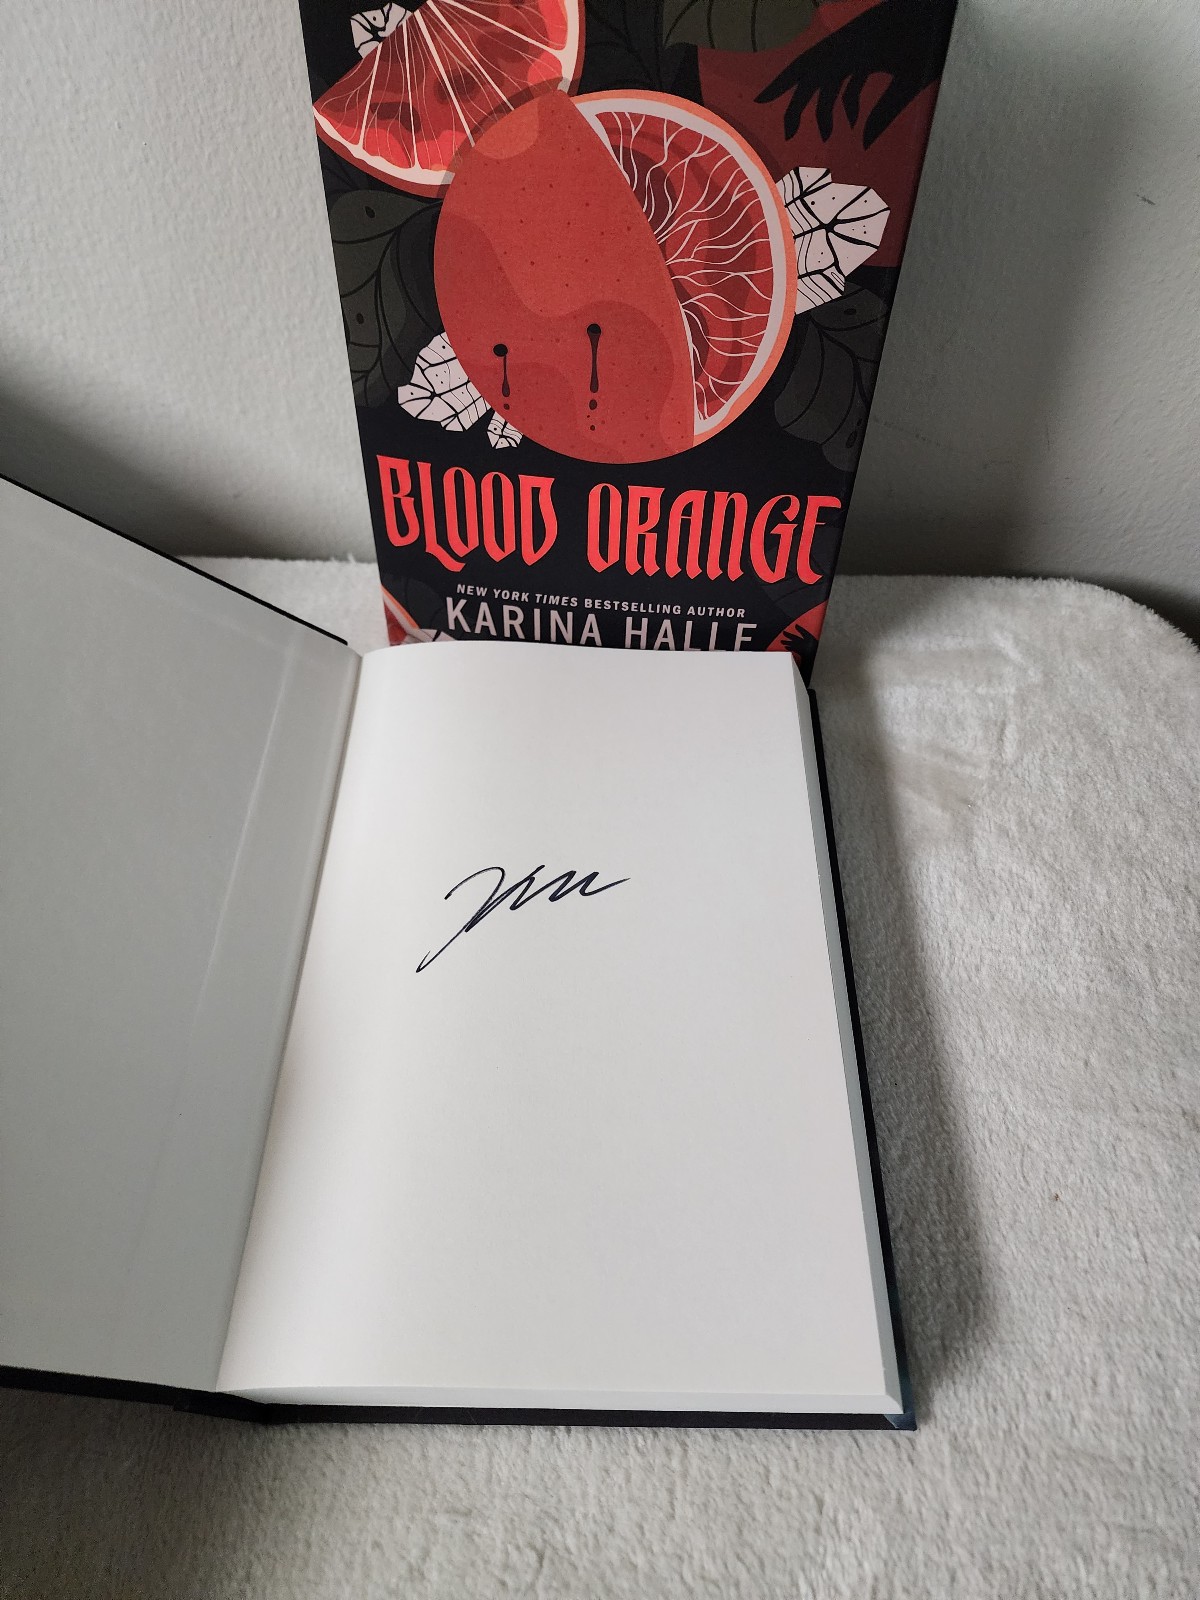 BLOOD ORANGE
NEW YORK TIMES BESTSELLING AUTHOR
KARINA HALLE